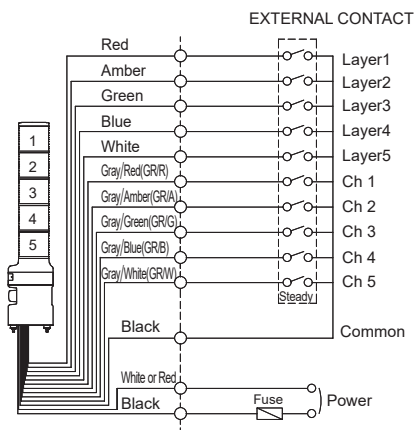 EXTERNAL CONTACT
Red
Layer1
Amber
Layer2
Green
Layer3
Blue
Layer4
White
Layer5
Gray/Red(GR/R)
Ch 1
Gray/Amber(GR/A)
Ch 2
Gray/Green(GR/G)
Ch 3
Gray/Blue(GR/B)
Ch 4
Gray/White(GR/W)
Ch 5
Steady
1
2
3
4
5
Black
Common
White or Red
Black
Fuse
Power